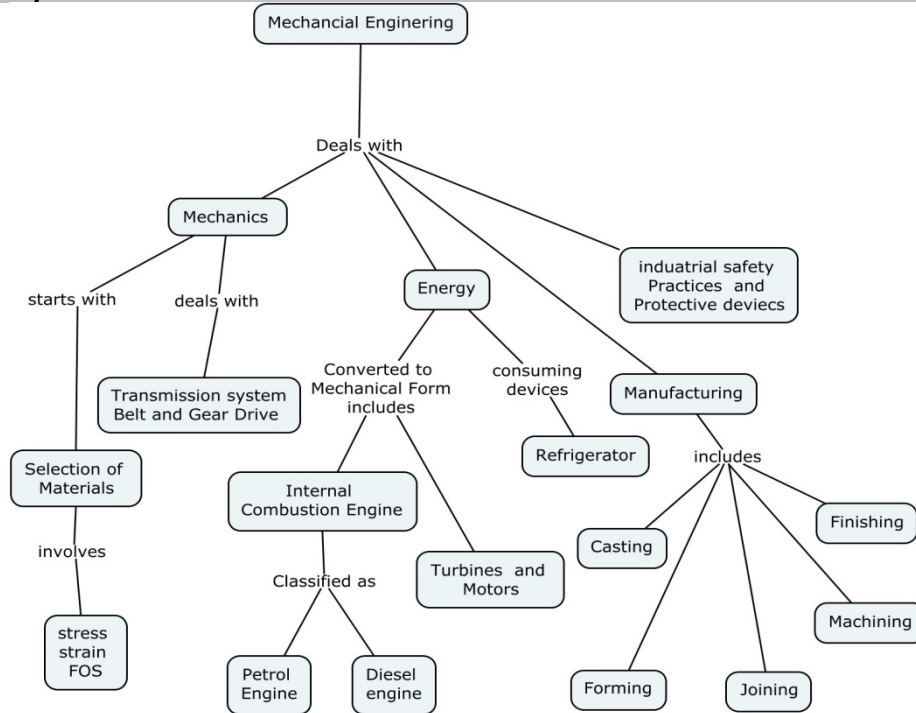 Mechancial Enginering
Deals with
Mechanics
starts with
deals with
Transmission system
Belt and Gear Drive
Selection of
Materials
involves
stress
strain
FOS
Energy
Converted to
Mechanical Form
includes
consuming
devices
Refrigerator
Internal
Combustion Engine
Classified as
Petrol
Engine
Diesel
engine
Turbines and
Motors
induatrial safety
Practices and
Protective deviecs
Manufacturing
includes
Casting
Forming
Joining
Machining
Finishing